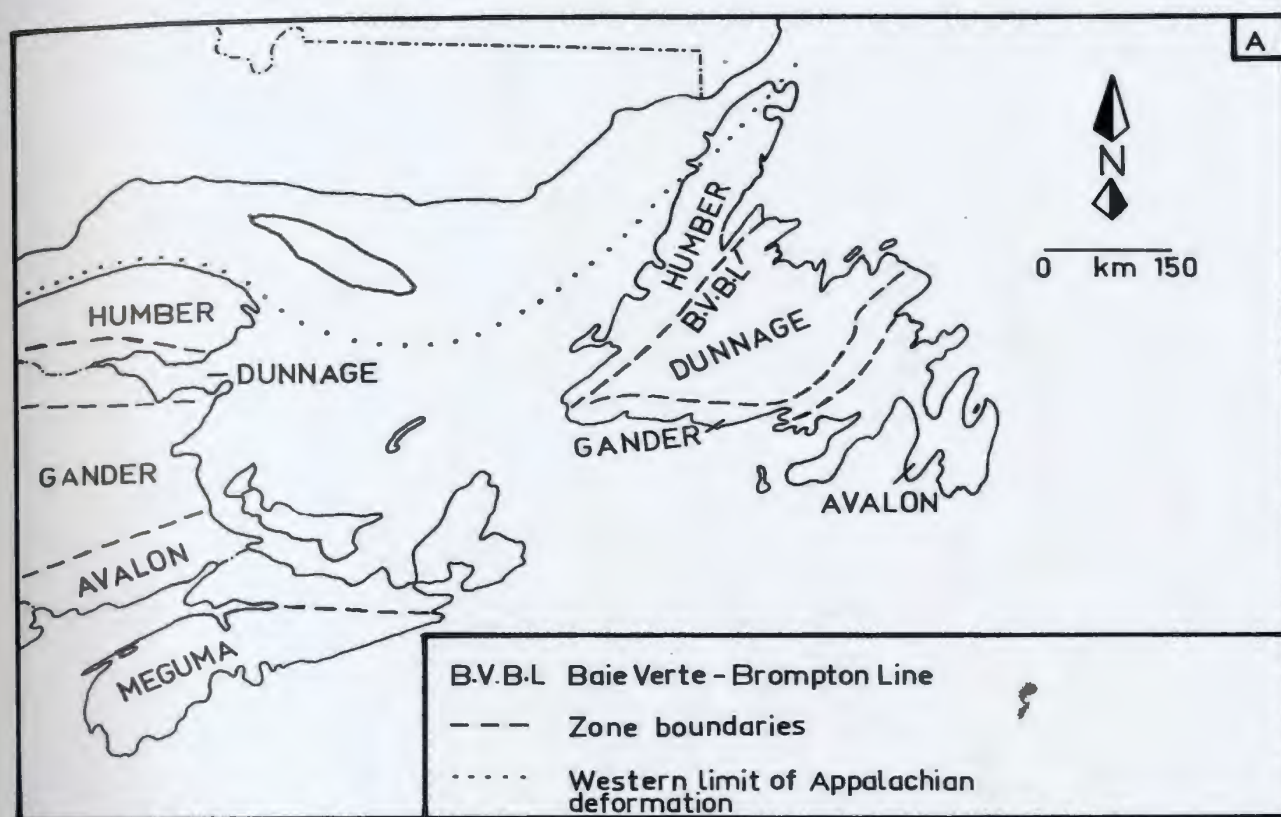 A
N
0 km 150
HUMBER
B.V.B.L
DUNNAGE
GANDER
AVALON
HUMBER
DUNNAGE
GANDER
AVALON
MEGUMA
B.V.B.L Baie Verte - Brompton Line
Zone boundaries
Western limit of Appalachian
deformation